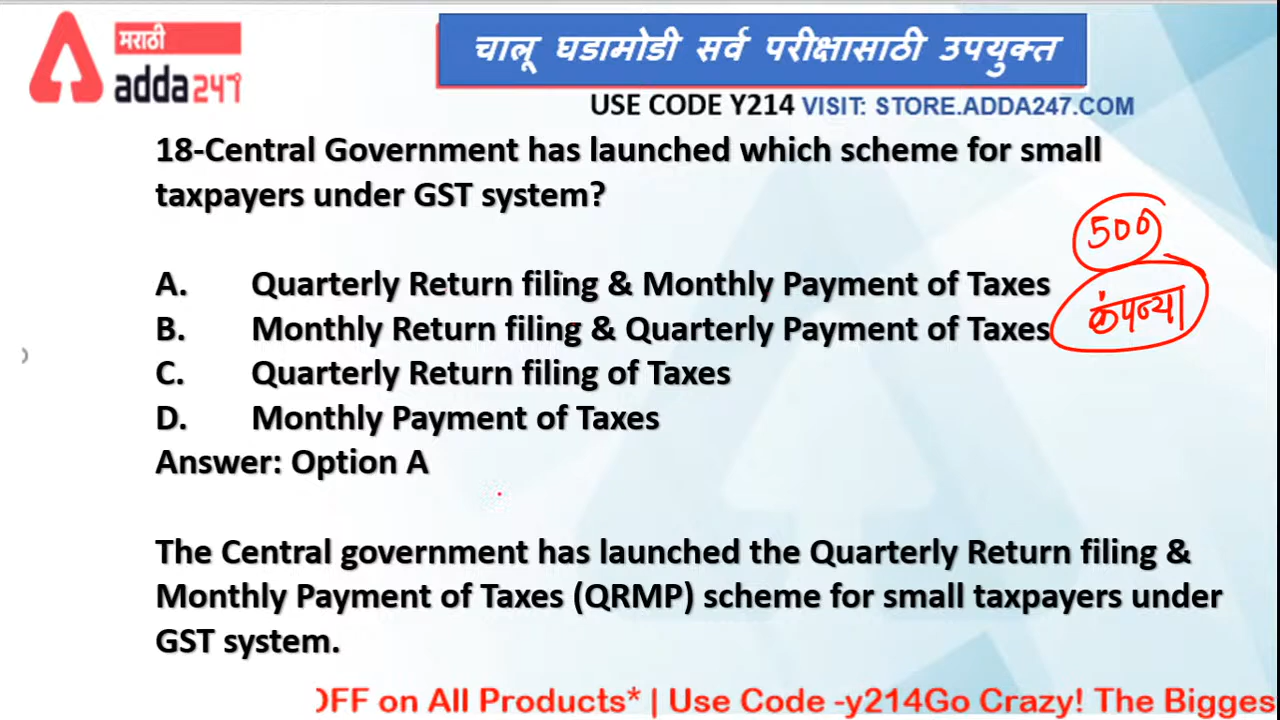 मराठी
adda247
चालू घडामोडी सर्व परीक्षासाठी उपयुक्त
USE CODE Y214 VISIT: STORE.ADDA247.COM
18-Central Government has launched which scheme for small
taxpayers under GST system?
500
कंपन्या
A. Quarterly Return filing & Monthly Payment of Taxes
B. Monthly Return filing & Quarterly Payment of Taxes
C. Quarterly Return filing of Taxes
D. Monthly Payment of Taxes
Answer: Option A
The Central government has launched the Quarterly Return filing &
Monthly Payment of Taxes (QRMP) scheme for small taxpayers under
GST system.
OFF on All Products* | Use Code -y214Go Crazy! The Bigges